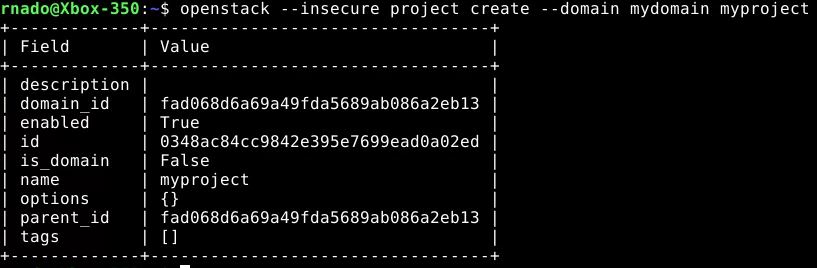 rnado@Xbox-350:~$ openstack --insecure project create --domain mydomain myproject
+-------------+----------------------------------+
| Field       | Value                            |
+-------------+----------------------------------+
| description |                                  |
| domain_id   | fad068d6a69a49fda5689ab086a2eb13 |
| enabled     | True                             |
| id          | 0348ac84cc9842e395e7699ead0a02ed |
| is_domain   | False                            |
| name        | myproject                        |
| options     | {}                               |
| parent_id   | fad068d6a69a49fda5689ab086a2eb13 |
| tags        | []                               |
+-------------+----------------------------------+